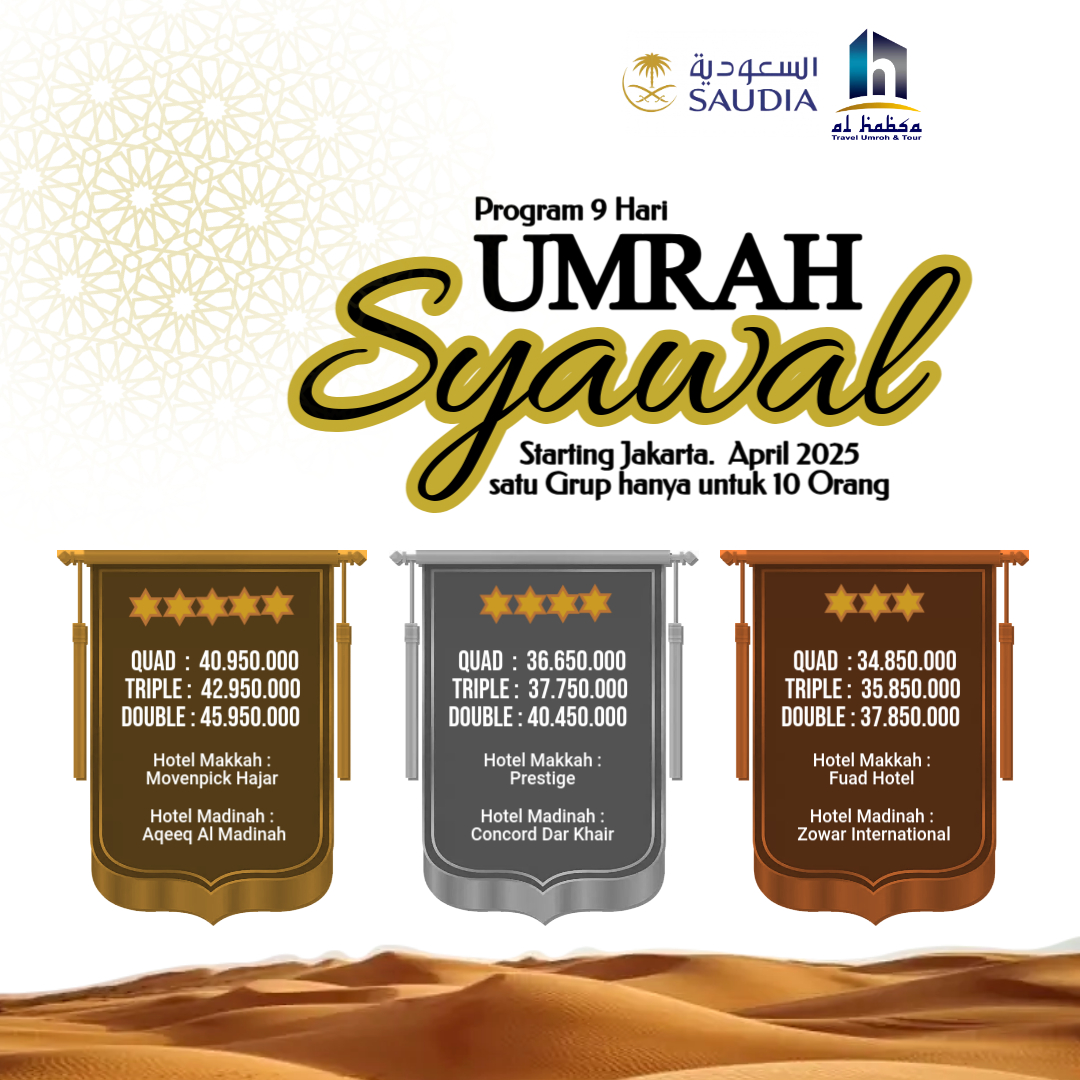 السعودية
SAUDIA
h
al habsa
Travel Umroh & Tour
Program 9 Hari
UMRAH
Syawal
Starting Jakarta. April 2025
satu Grup hanya untuk 10 Orang
QUAD : 40.950.000
TRIPLE : 42.950.000
DOUBLE : 45.950.000
Hotel Makkah :
Movenpick Hajar
Hotel Madinah :
Aqeeq Al Madinah
QUAD : 36.650.000
TRIPLE : 37.750.000
DOUBLE : 40.450.000
Hotel Makkah :
Prestige
Hotel Madinah :
Concord Dar Khair
QUAD : 34.850.000
TRIPLE : 35.850.000
DOUBLE : 37.850.000
Hotel Makkah :
Fuad Hotel
Hotel Madinah :
Zowar International